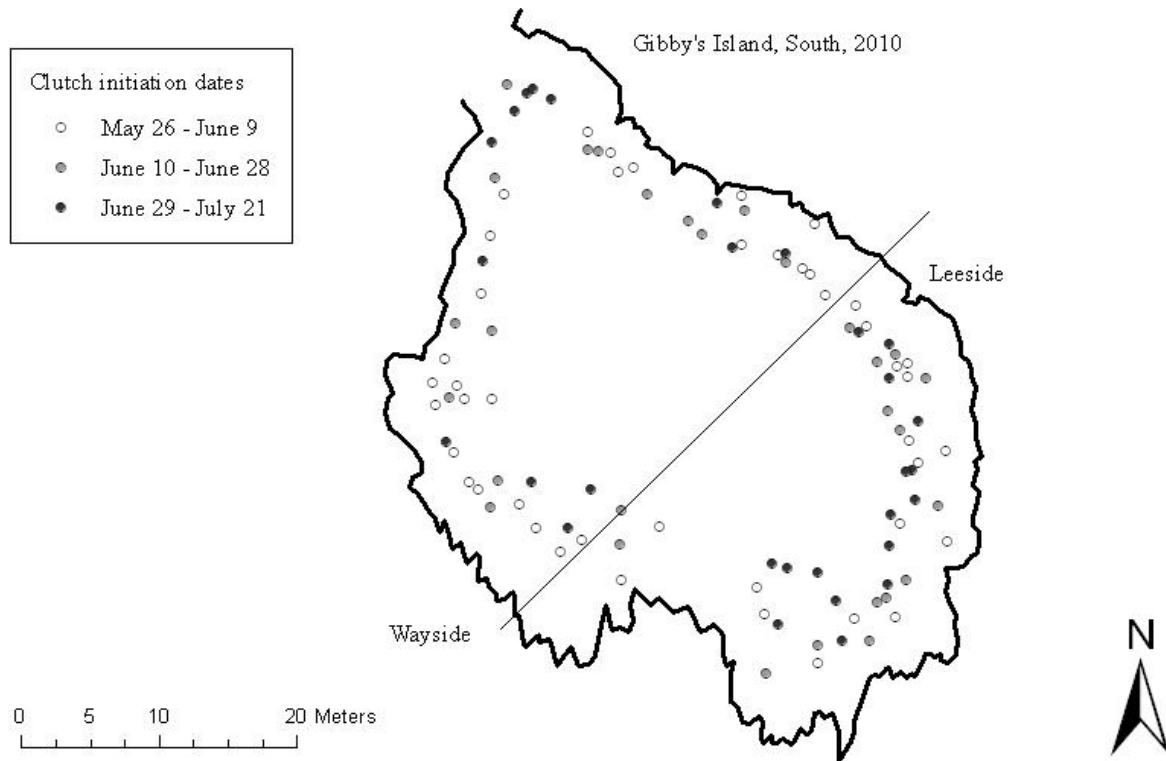 Gibby's Island, South, 2010
Clutch initiation dates
May 26 - June 9
June 10 - June 28
June 29 - July 21
Leeside
Wayside
N
0 5 10 20 Meters